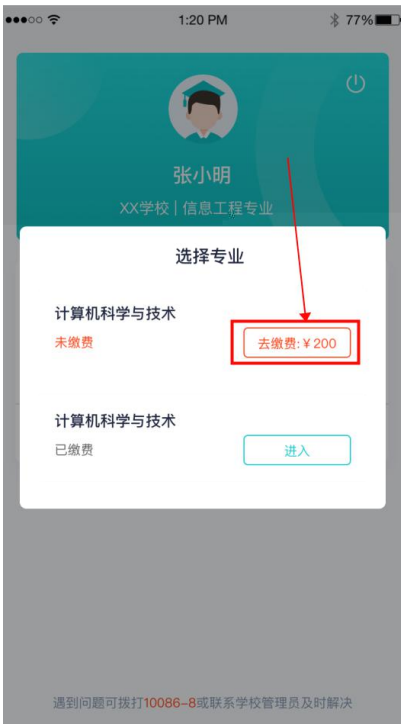 1:20 PM
77%
张小明
XX学校 | 信息工程专业
选择专业
计算机科学与技术
未缴费
去缴费:¥200
计算机科学与技术
已缴费
进入
遇到问题可拨打10086-8或联系学校管理员及时解决